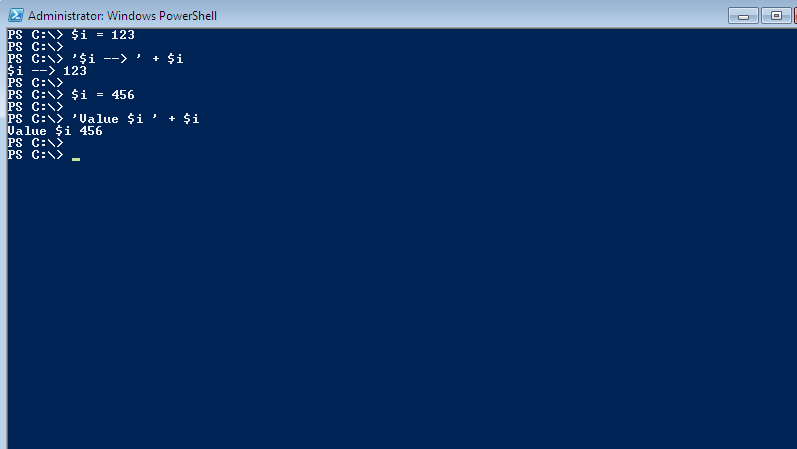 Administrator: Windows PowerShell
PS C:\> $i = 123
PS C:\>
PS C:\> '$i --> ' + $i
$i --> 123
PS C:\>
PS C:\> $i = 456
PS C:\>
PS C:\> 'Value $i ' + $i
Value $i 456
PS C:\>
PS C:\>